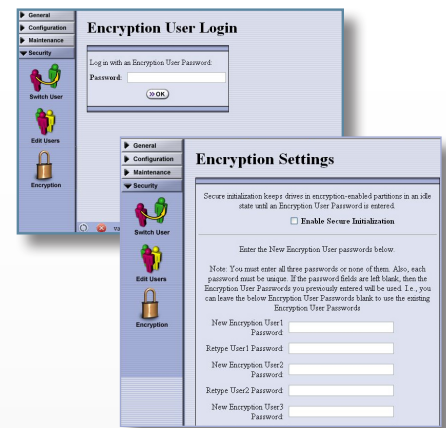 General
Configuration
Maintenance
Security
Switch User
Edit Users
Encryption
Encryption User Login
Log in with an Encryption User Password:
Password:
OK
General
Configuration
Maintenance
Security
Switch User
Edit Users
Encryption
Encryption Settings
Secure initialization keeps drives in encryption-enabled partitions in an idle
state until an Encryption User Password is entered.
Enable Secure Initialization
Enter the New Encryption User passwords below.
Note: You must enter all three passwords or none of them. Also, each
password must be unique. If the password fields are left blank, then the
Encryption User Passwords you previously entered will be used. I.e., you
can leave the below Encryption User Passwords blank to use the existing
Encryption User Passwords
New Encryption User1
Password:
Retype User1 Password:
New Encryption User2
Password:
Retype User2 Password:
New Encryption User3
Password: